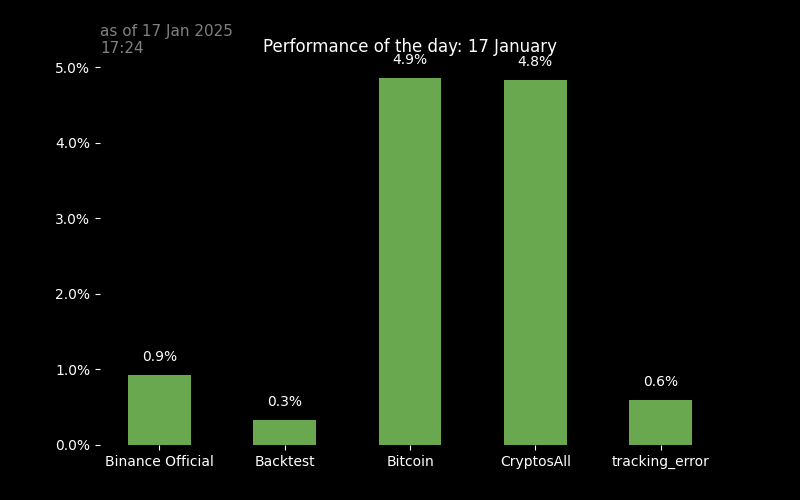 as of 17 Jan 2025
17:24
Performance of the day: 17 January
5.0%
4.0%
3.0%
2.0%
1.0%
0.0%
0.9%
0.3%
4.9%
4.8%
0.6%
Binance Official
Backtest
Bitcoin
CryptosAll
tracking_error